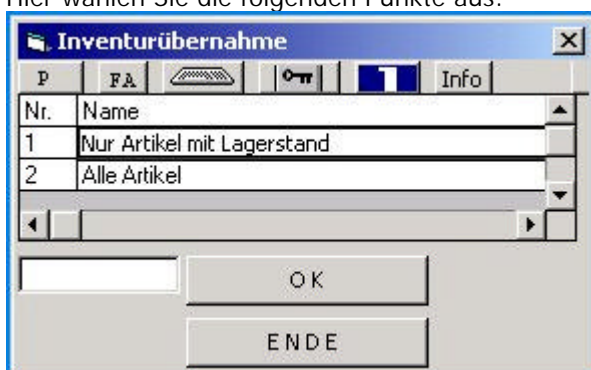 Hier wählen Sie die folgenden Punkte aus:
Inventurübernahme
P FA 1 Info
Nr. Name
1 Nur Artikel mit Lagerstand
2 Alle Artikel
OK
ENDE